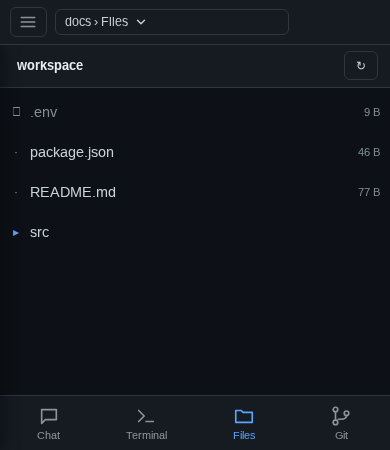 docs › FIles
workspace
↻
.env 9 B
package.json 46 B
README.md 77 B
src
Chat Terminal Files Git